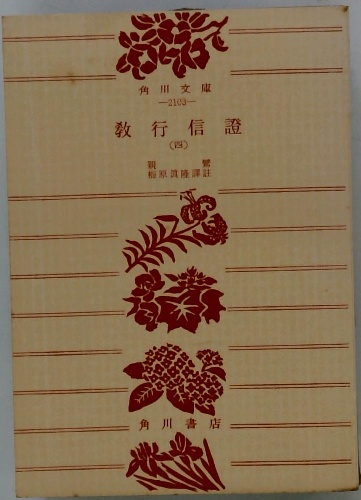 角川文庫
—2103—
教行信證
(四)
親鸞
梅原眞隆譯註
角川書店